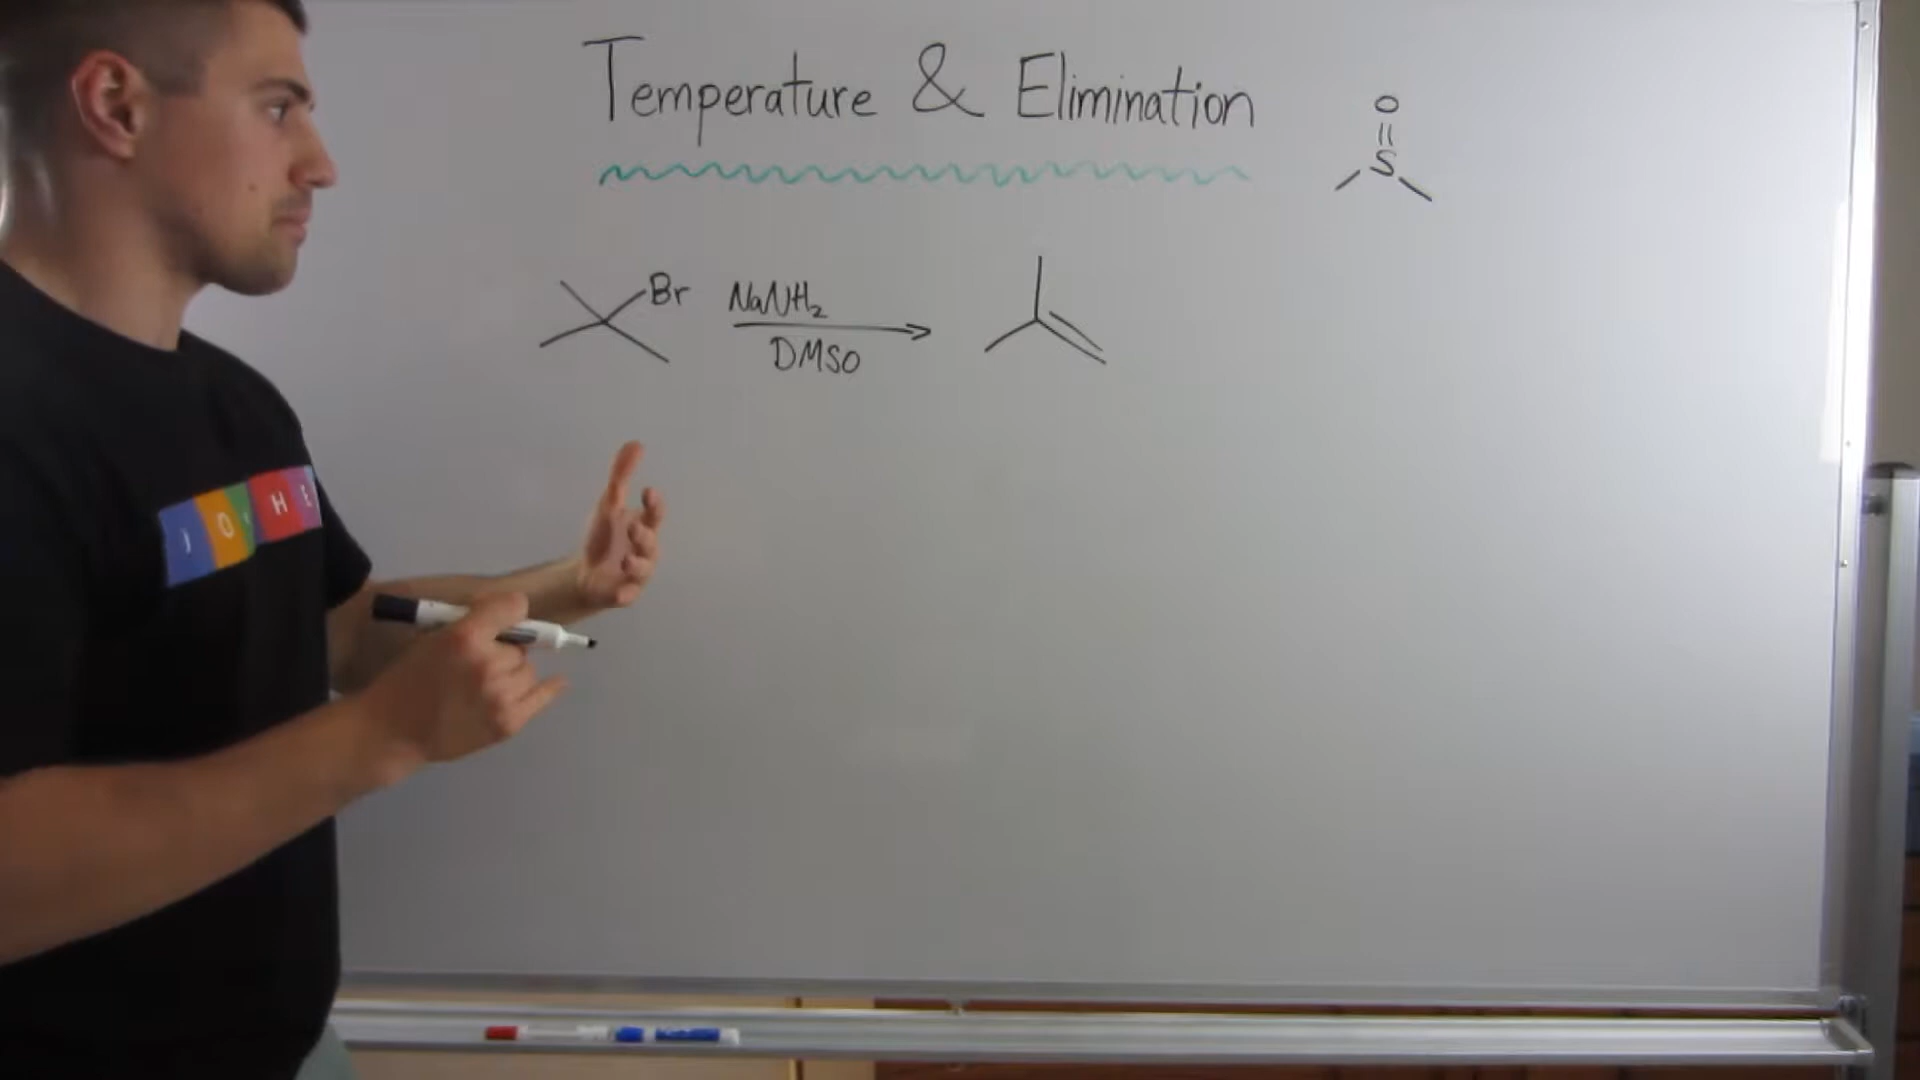 Temperature & Elimination
O
S
Br
NaNH₂
DMSO
J O H E